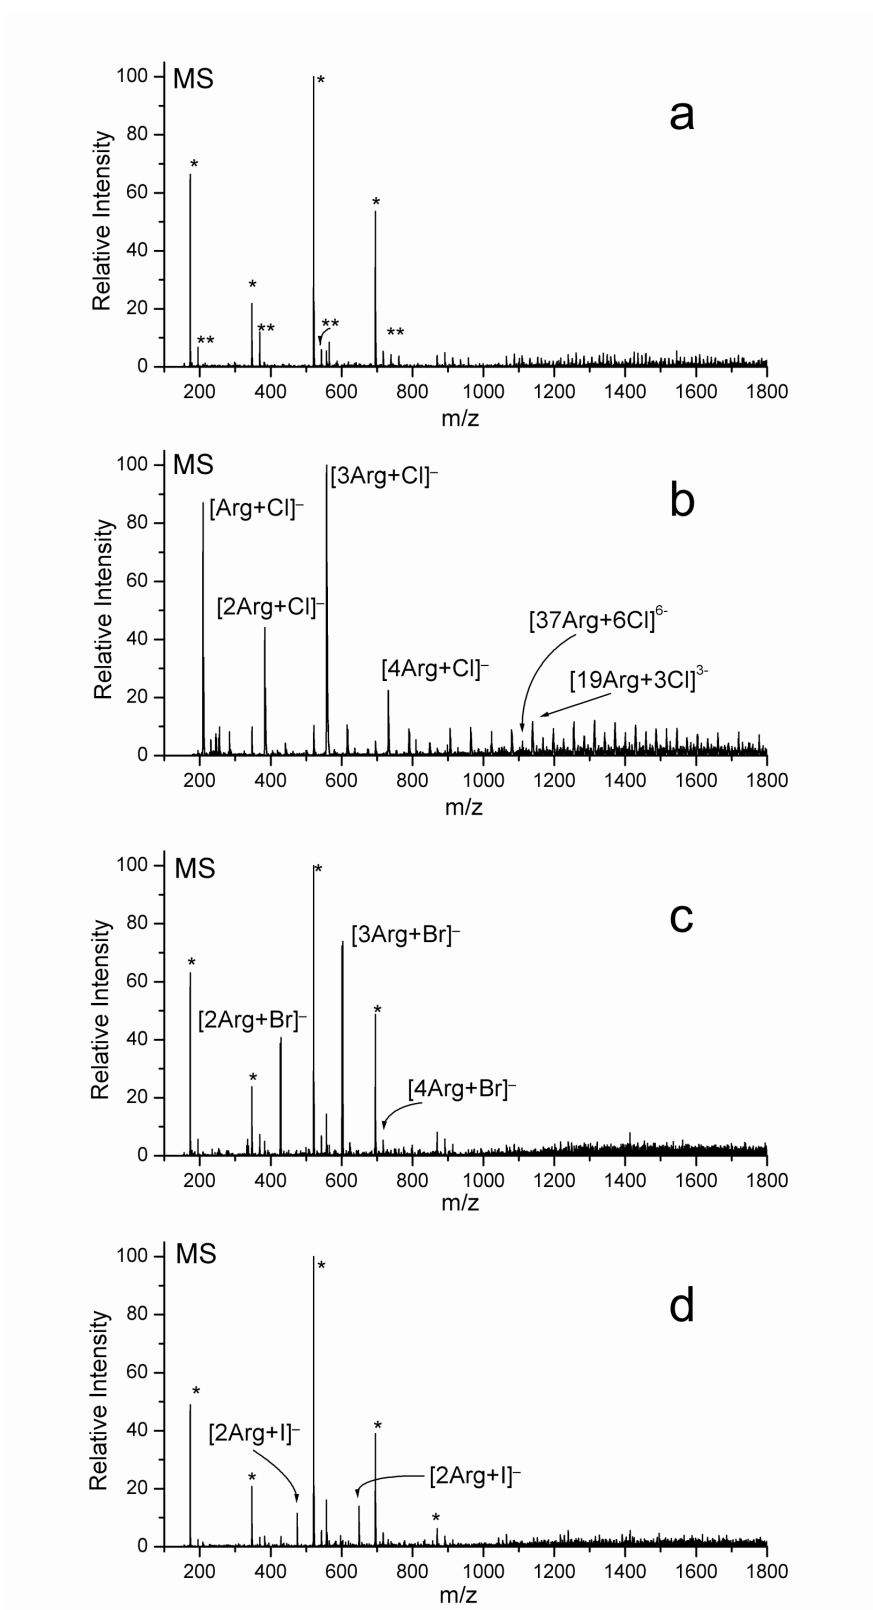 MS
a
*
*
*
*
**
**
**
**
Relative Intensity
100
80
60
40
20
0
200 400 600 800 1000 1200 1400 1600 1800
m/z
MS
b
[3Arg+Cl]–
[Arg+Cl]–
[2Arg+Cl]–
[37Arg+6Cl]6-
[4Arg+Cl]–
[19Arg+3Cl]3-
Relative Intensity
100
80
60
40
20
0
200 400 600 800 1000 1200 1400 1600 1800
m/z
MS
c
*
[3Arg+Br]–
*
[2Arg+Br]–
*
*
[4Arg+Br]–
Relative Intensity
100
80
60
40
20
0
200 400 600 800 1000 1200 1400 1600 1800
m/z
MS
d
*
*
[2Arg+I]–
*
*
[2Arg+I]–
*
Relative Intensity
100
80
60
40
20
0
200 400 600 800 1000 1200 1400 1600 1800
m/z